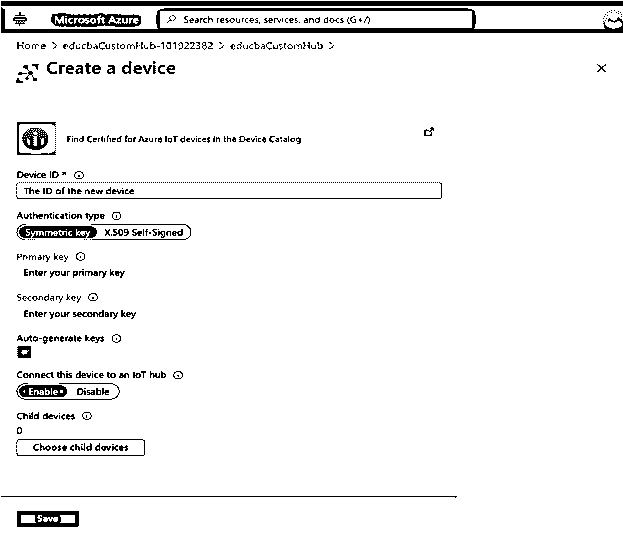 Microsoft Azure
Search resources, services, and docs (G+/)
Home > educbaCustomHub-101922382 > educbaCustomHub >
Create a device
Find Certified for Azure IoT devices in the Device Catalog
Device ID *
The ID of the new device
Authentication type
Symmetric key X.509 Self-Signed
Primary key
Enter your primary key
Secondary key
Enter your secondary key
Auto-generate keys
Connect this device to an IoT hub
Enable Disable
Child devices
0
Choose child devices
Save